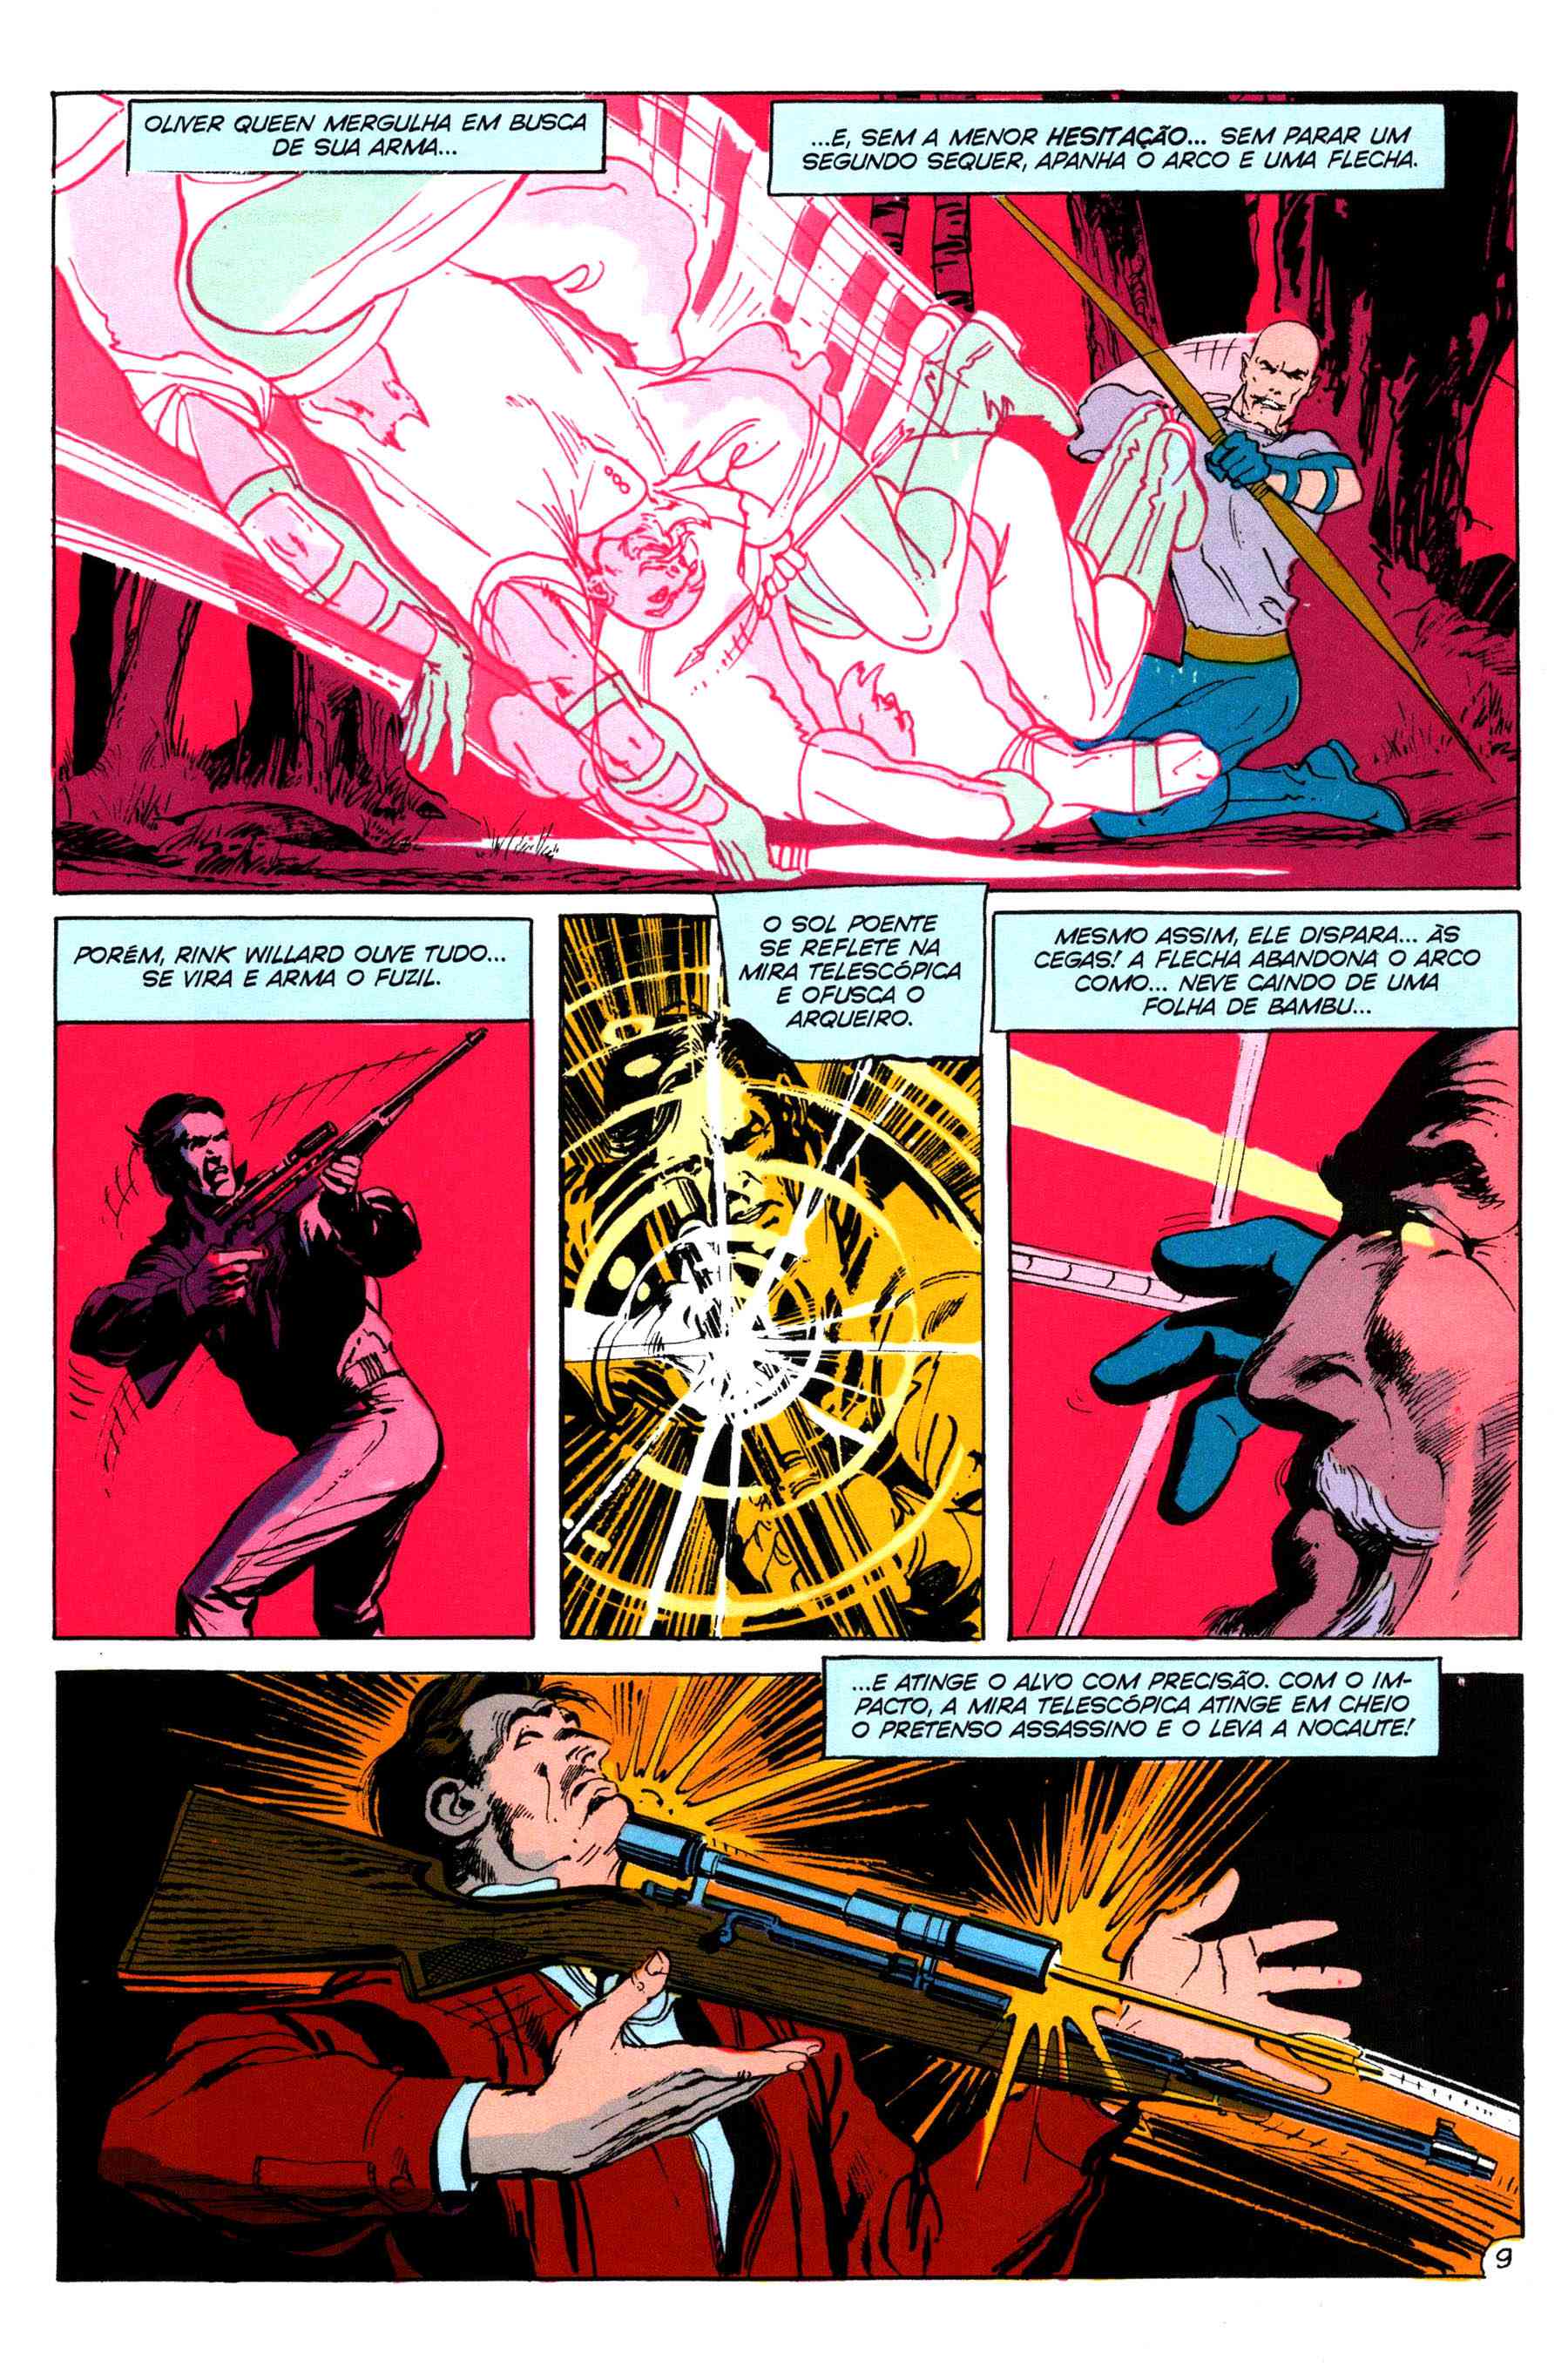 OLIVER QUEEN MERGULHA EM BUSCA
DE SUA ARMA...
...E, SEM A MENOR HESITAÇÃO... SEM PARAR UM
SEGUNDO SEQUER, APANHA O ARCO E UMA FLECHA.
PORÉM, RINK WILLARD OUVE TUDO...
SE VIRA E ARMA O FUZIL.
O SOL POENTE
SE REFLETE NA
MIRA TELESCÓPICA
E OFUSCA O
ARQUEIRO.
MESMO ASSIM, ELE DISPARA... ÀS
CEGAS! A FLECHA ABANDONA O ARCO
COMO... NEVE CAINDO DE UMA
FOLHA DE BAMBU...
...E ATINGE O ALVO COM PRECISÃO. COM O IM-
PACTO, A MIRA TELESCÓPICA ATINGE EM CHEIO
O PRETENSO ASSASSINO E O LEVA A NOCAUTE!
9